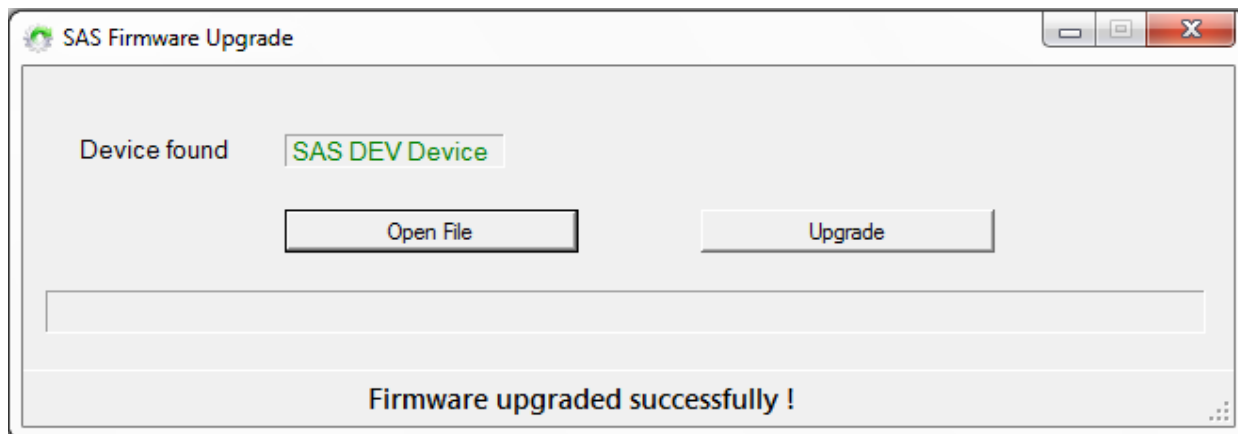 SAS Firmware Upgrade
Device found SAS DEV Device
Open File Upgrade
Firmware upgraded successfully !